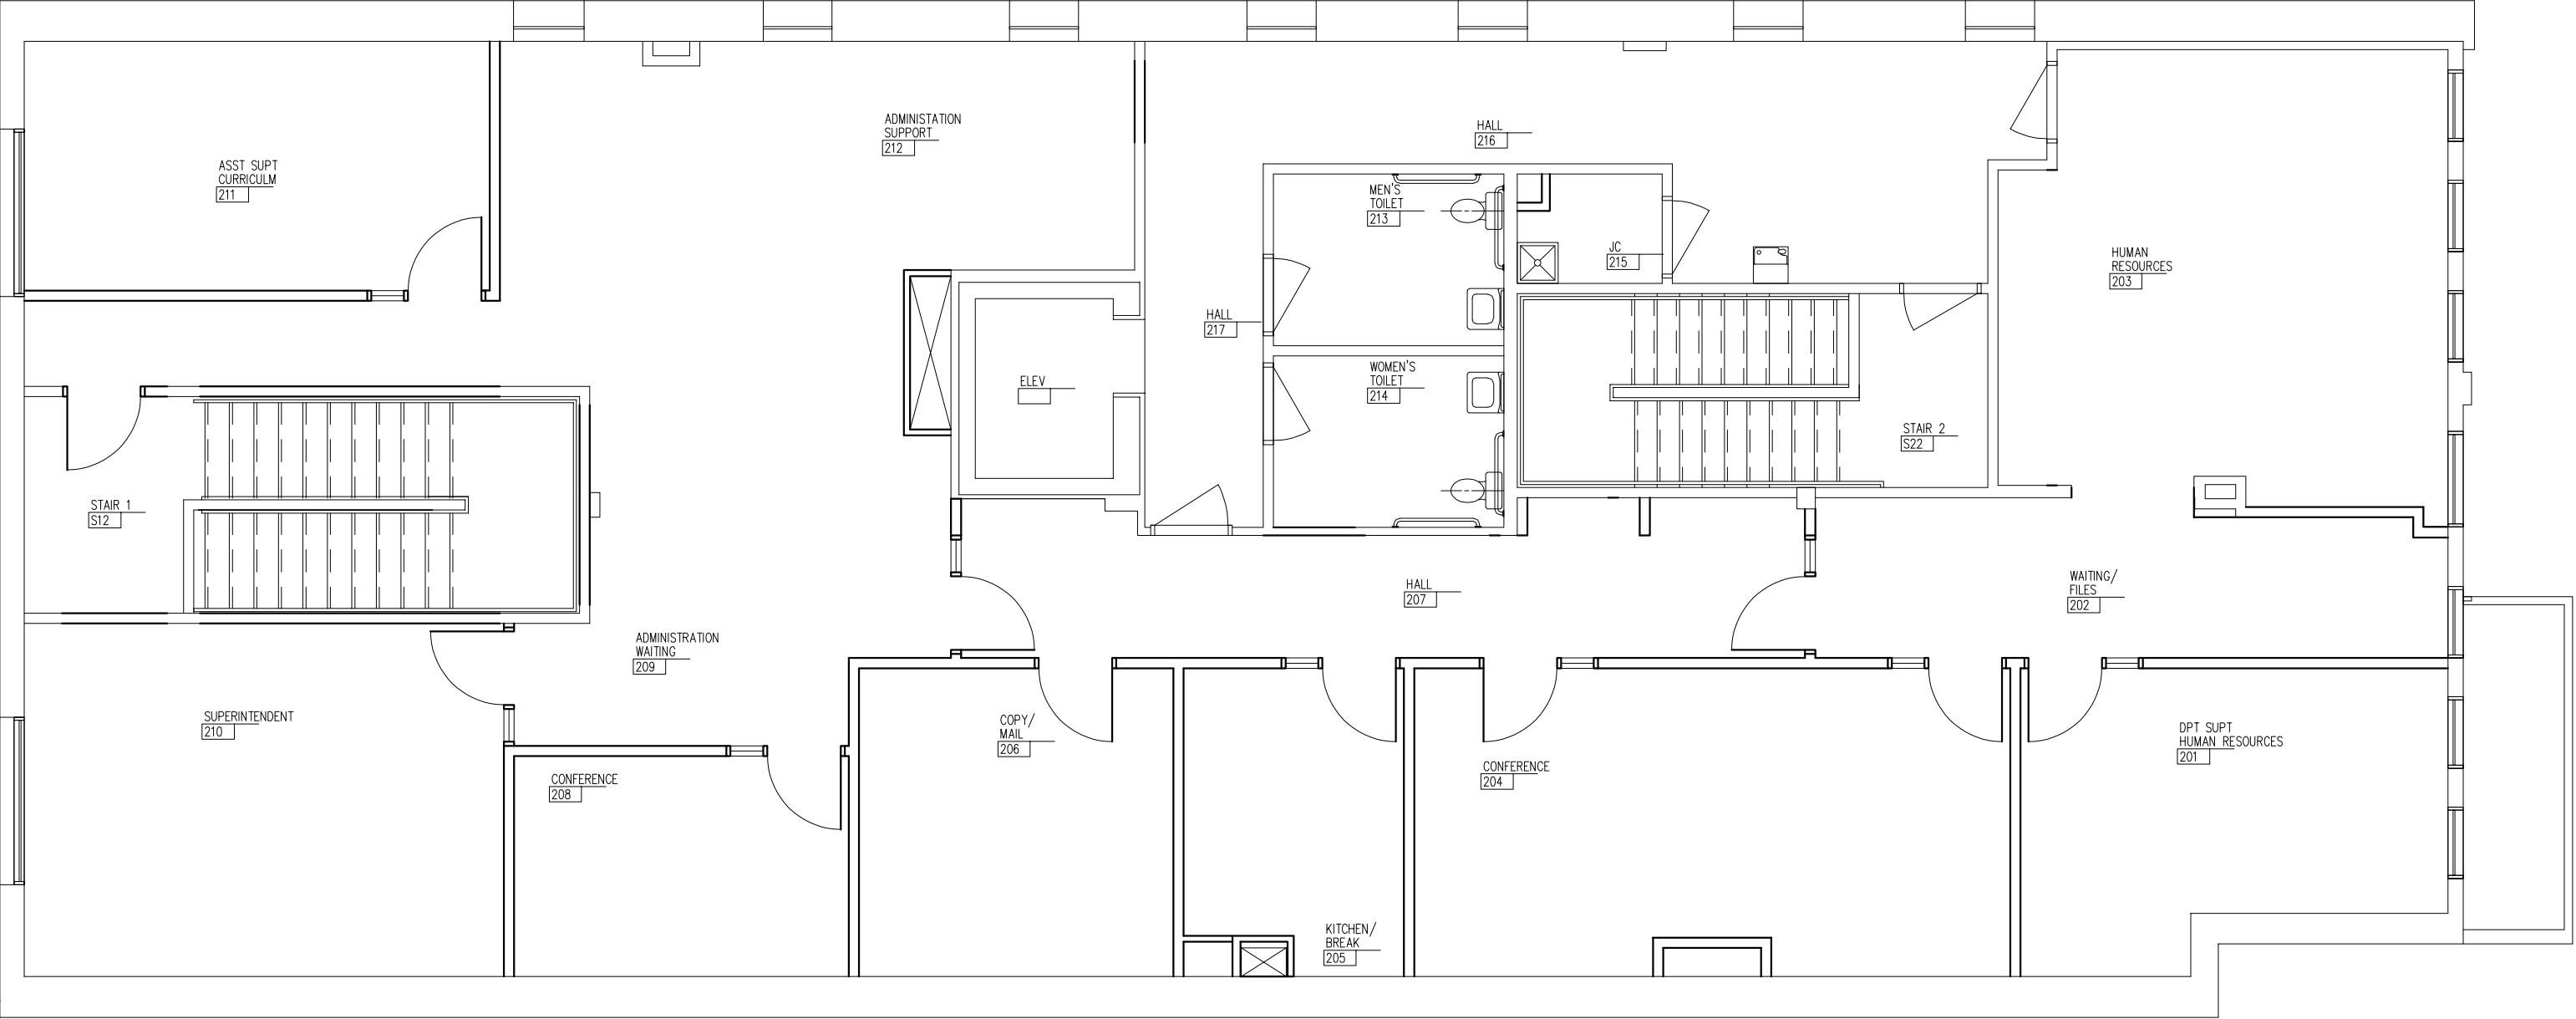 ADMINISTATION
SUPPORT
212
HALL
216
ASST SUPT
CURRICULM
211
MEN'S
TOILET
213
JC
215
HUMAN
RESOURCES
203
HALL
217
ELEV
WOMEN'S
TOILET
214
STAIR 2
S22
STAIR 1
S12
HALL
207
WAITING/
FILES
202
ADMINISTRATION
WAITING
209
SUPERINTENDENT
210
COPY/
MAIL
206
DPT SUPT
HUMAN RESOURCES
201
CONFERENCE
208
CONFERENCE
204
KITCHEN/
BREAK
205